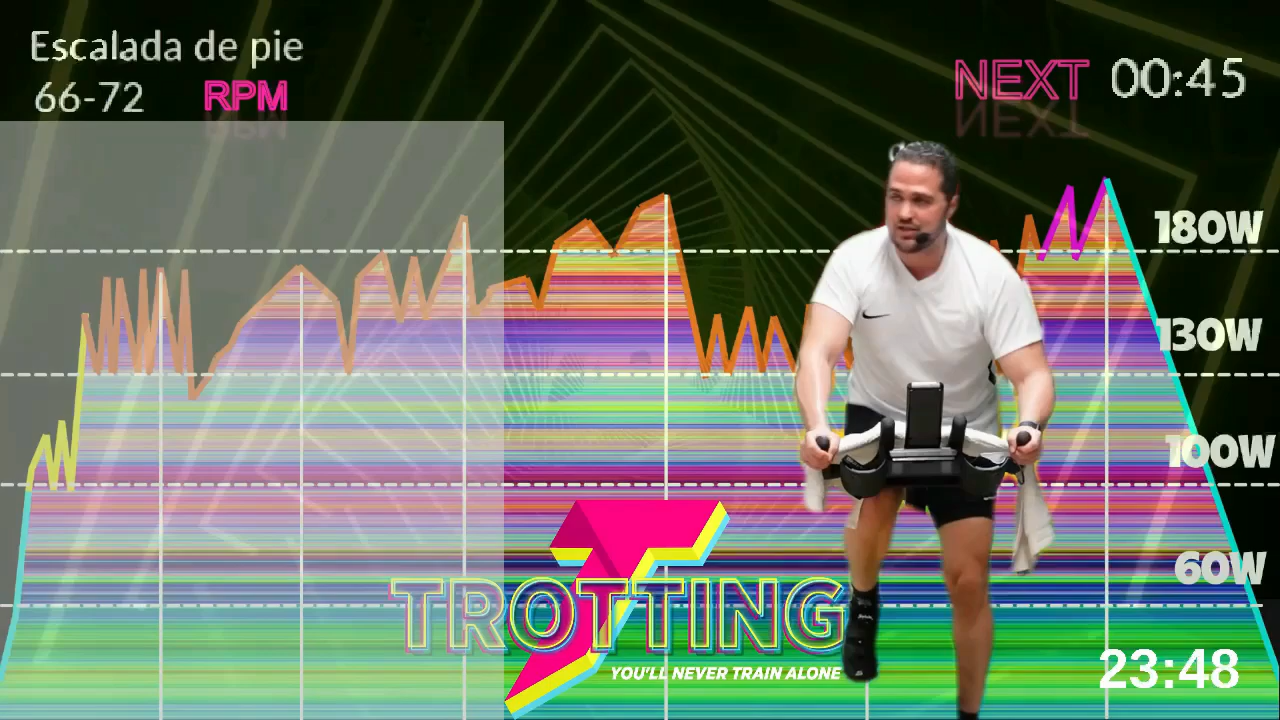 Escalada de pie
66-72 RPM
NEXT 00:45
180W
130W
100W
60W
TROTTING
YOU'LL NEVER TRAIN ALONE
23:48